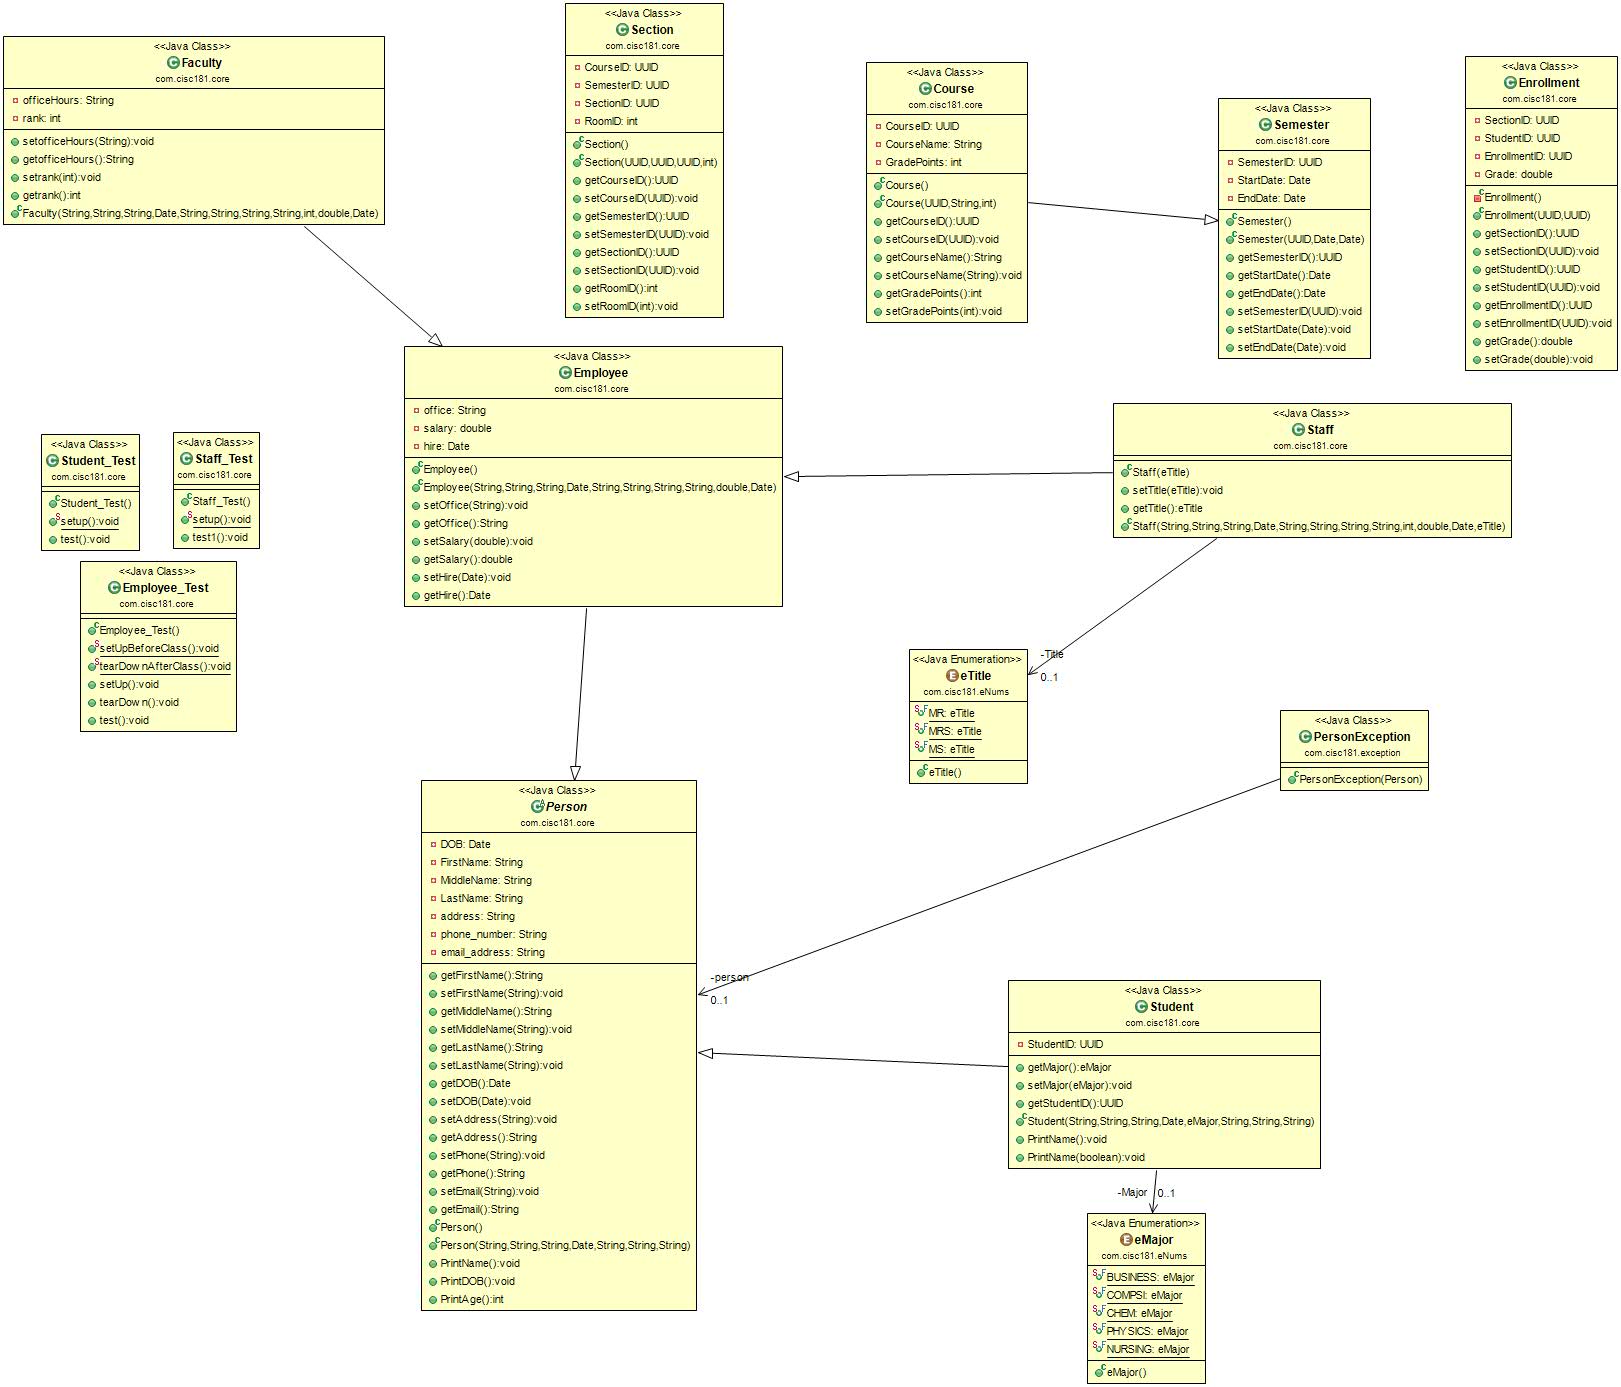 <<Java Class>>
Faculty
com.cisc181.core
officeHours: String
rank: int
setofficeHours(String):void
getofficeHours():String
setrank(int):void
getrank():int
Faculty(String,String,String,Date,String,String,String,String,int,double,Date)
<<Java Class>>
Section
com.cisc181.core
CourseID: UUID
SemesterID: UUID
SectionID: UUID
RoomID: int
Section()
Section(UUID,UUID,UUID,int)
getCourseID():UUID
setCourseID(UUID):void
getSemesterID():UUID
setSemesterID(UUID):void
getSectionID():UUID
setSectionID(UUID):void
getRoomID():int
setRoomID(int):void
<<Java Class>>
Course
com.cisc181.core
CourseID: UUID
CourseName: String
GradePoints: int
Course()
Course(UUID,String,int)
getCourseID():UUID
setCourseID(UUID):void
getCourseName():String
setCourseName(String):void
getGradePoints():int
setGradePoints(int):void
<<Java Class>>
Semester
com.cisc181.core
SemesterID: UUID
StartDate: Date
EndDate: Date
Semester()
Semester(UUID,Date,Date)
getSemesterID():UUID
getStartDate():Date
getEndDate():Date
setSemesterID(UUID):void
setStartDate(Date):void
setEndDate(Date):void
<<Java Class>>
Enrollment
com.cisc181.core
SectionID: UUID
StudentID: UUID
EnrollmentID: UUID
Grade: double
Enrollment()
Enrollment(UUID,UUID)
getSectionID():UUID
setSectionID(UUID):void
getStudentID():UUID
setStudentID(UUID):void
getEnrollmentID():UUID
setEnrollmentID(UUID):void
getGrade():double
setGrade(double):void
<<Java Class>>
Employee
com.cisc181.core
office: String
salary: double
hire: Date
Employee()
Employee(String,String,String,Date,String,String,String,String,double,Date)
setOffice(String):void
getOffice():String
setSalary(double):void
getSalary():double
setHire(Date):void
getHire():Date
<<Java Class>>
Staff
com.cisc181.core
Staff(eTitle)
setTitle(eTitle):void
getTitle():eTitle
Staff(String,String,String,Date,String,String,String,String,int,double,Date,eTitle)
<<Java Class>>
Student_Test
com.cisc181.core
Student_Test()
setup():void
test():void
<<Java Class>>
Staff_Test
com.cisc181.core
Staff_Test()
setup():void
test1():void
<<Java Class>>
Employee_Test
com.cisc181.core
Employee_Test()
setUpBeforeClass():void
tearDownAfterClass():void
setUp():void
tearDown():void
test():void
-Title
0..1
<<Java Enumeration>>
eTitle
com.cisc181.eNums
MR: eTitle
MRS: eTitle
MS: eTitle
eTitle()
<<Java Class>>
PersonException
com.cisc181.exception
PersonException(Person)
<<Java Class>>
Person
com.cisc181.core
DOB: Date
FirstName: String
MiddleName: String
LastName: String
address: String
phone_number: String
email_address: String
getFirstName():String
setFirstName(String):void
getMiddleName():String
setMiddleName(String):void
getLastName():String
setLastName(String):void
getDOB():Date
setDOB(Date):void
setAddress(String):void
getAddress():String
setPhone(String):void
getPhone():String
setEmail(String):void
getEmail():String
Person()
Person(String,String,String,Date,String,String,String)
PrintName():void
PrintDOB():void
PrintAge():int
-person
0..1
<<Java Class>>
Student
com.cisc181.core
StudentID: UUID
getMajor():eMajor
setMajor(eMajor):void
getStudentID():UUID
Student(String,String,String,Date,eMajor,String,String,String)
PrintName():void
PrintName(boolean):void
-Major 0..1
<<Java Enumeration>>
eMajor
com.cisc181.eNums
BUSINESS: eMajor
COMPSI: eMajor
CHEM: eMajor
PHYSICS: eMajor
NURSING: eMajor
eMajor()